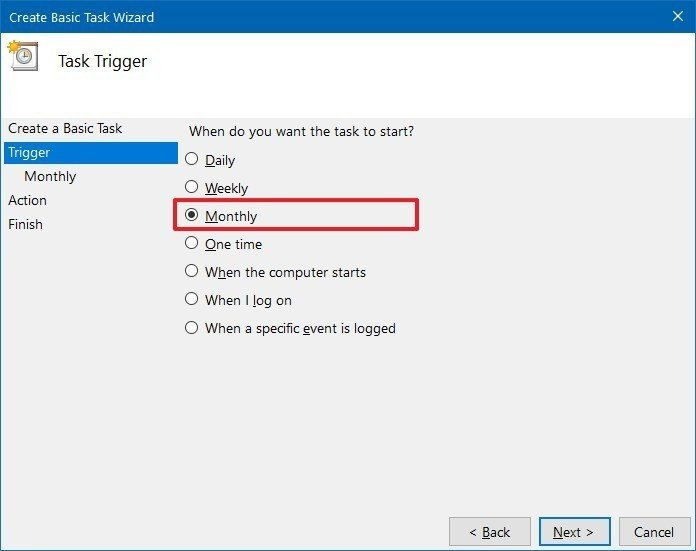 Create Basic Task Wizard
Task Trigger
Create a Basic Task
Trigger
Monthly
Action
Finish
When do you want the task to start?
Daily
Weekly
Monthly
One time
When the computer starts
When I log on
When a specific event is logged
< Back
Next >
Cancel